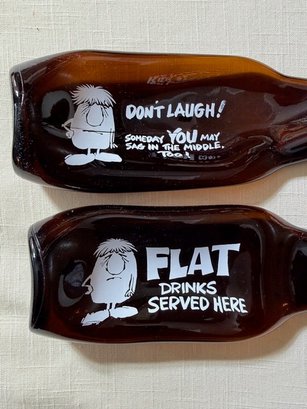 DON'T LAUGH!
SOMEDAY YOU MAY
SAG IN THE MIDDLE.
TOO!
FLAT
DRINKS
SERVED HERE